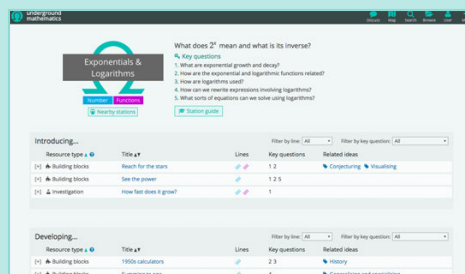 underground
mathematics
Discuss Map Search Browse User
Exponentials &
Logarithms
Number Functions
Nearby stations
What does 2ˣ mean and what is its inverse?
Key questions
1. What are exponential growth and decay?
2. How are the exponential and logarithmic functions related?
3. How are logarithms used?
4. How can we rewrite expressions involving logarithms?
5. What sorts of equations can we solve using logarithms?
Station guide
Introducing... Filter by line: All Filter by key question: All
Resource type Title Lines Key questions Related ideas
[+] Building blocks Reach for the stars 1 2 Conjecturing Visualising
[+] Building blocks See the power 1 2 5
[+] Investigation How fast does it grow? 1
Developing... Filter by line: All Filter by key question: All
Resource type Title Lines Key questions Related ideas
[+] Building blocks 1950s calculators 2 3 History